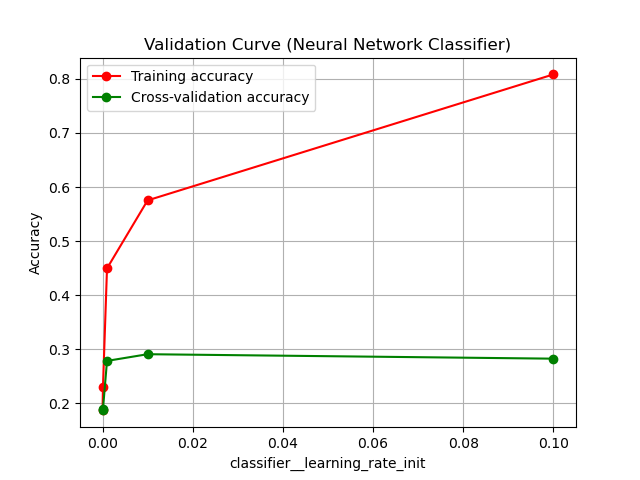 Validation Curve (Neural Network Classifier)
Training accuracy
Cross-validation accuracy
Accuracy
0.8
0.7
0.6
0.5
0.4
0.3
0.2
0.00 0.02 0.04 0.06 0.08 0.10
classifier__learning_rate_init